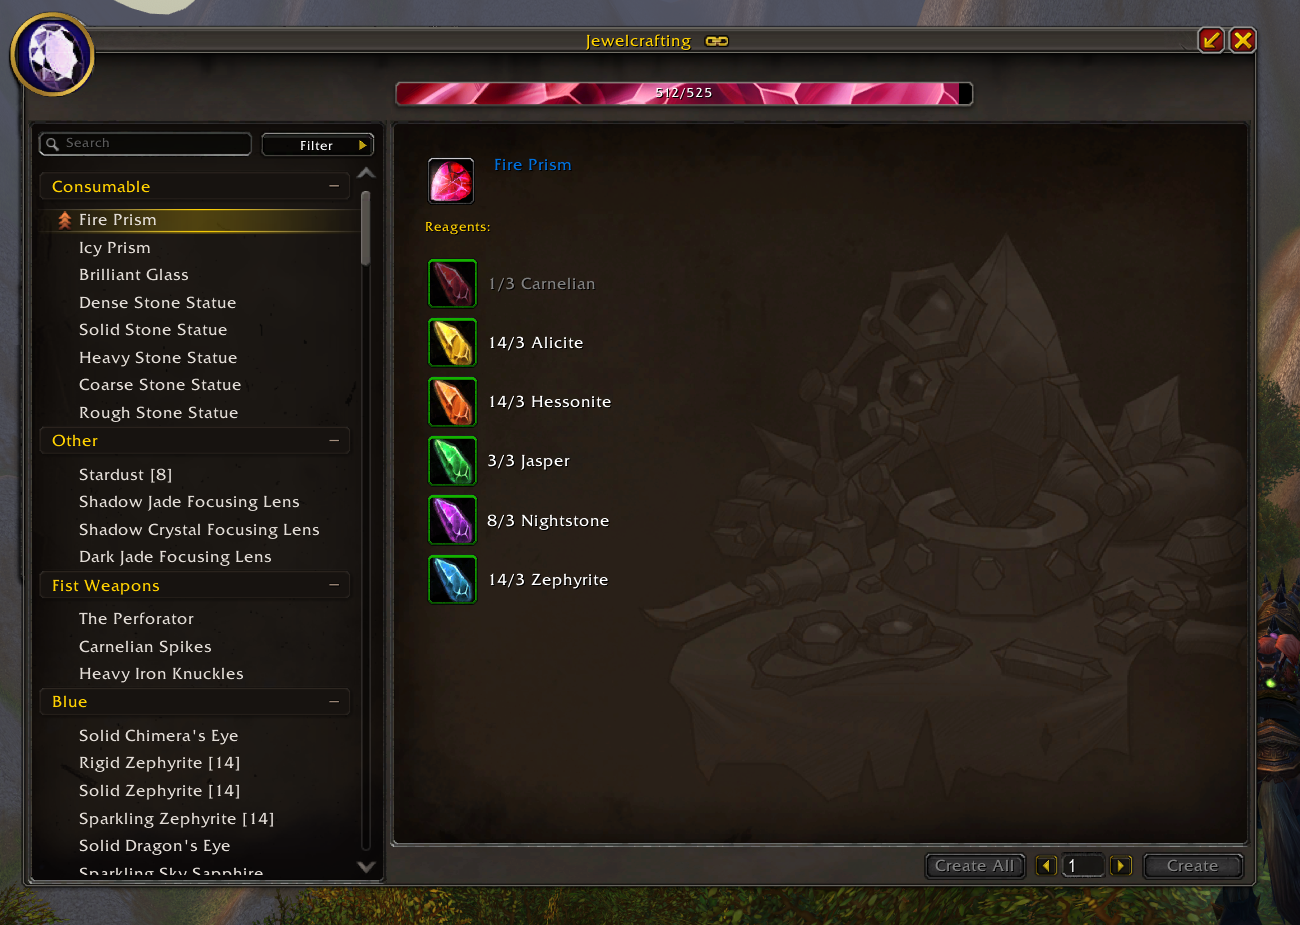 Jewelcrafting
512/525
Search
Filter
Consumable
Fire Prism
Icy Prism
Brilliant Glass
Dense Stone Statue
Solid Stone Statue
Heavy Stone Statue
Coarse Stone Statue
Rough Stone Statue
Other
Stardust [8]
Shadow Jade Focusing Lens
Shadow Crystal Focusing Lens
Dark Jade Focusing Lens
Fist Weapons
The Perforator
Carnelian Spikes
Heavy Iron Knuckles
Blue
Solid Chimera's Eye
Rigid Zephyrite [14]
Solid Zephyrite [14]
Sparkling Zephyrite [14]
Solid Dragon's Eye
Sparkling Sky Sapphire
Fire Prism
Reagents:
1/3 Carnelian
14/3 Alicite
14/3 Hessonite
3/3 Jasper
8/3 Nightstone
14/3 Zephyrite
Create All
1
Create